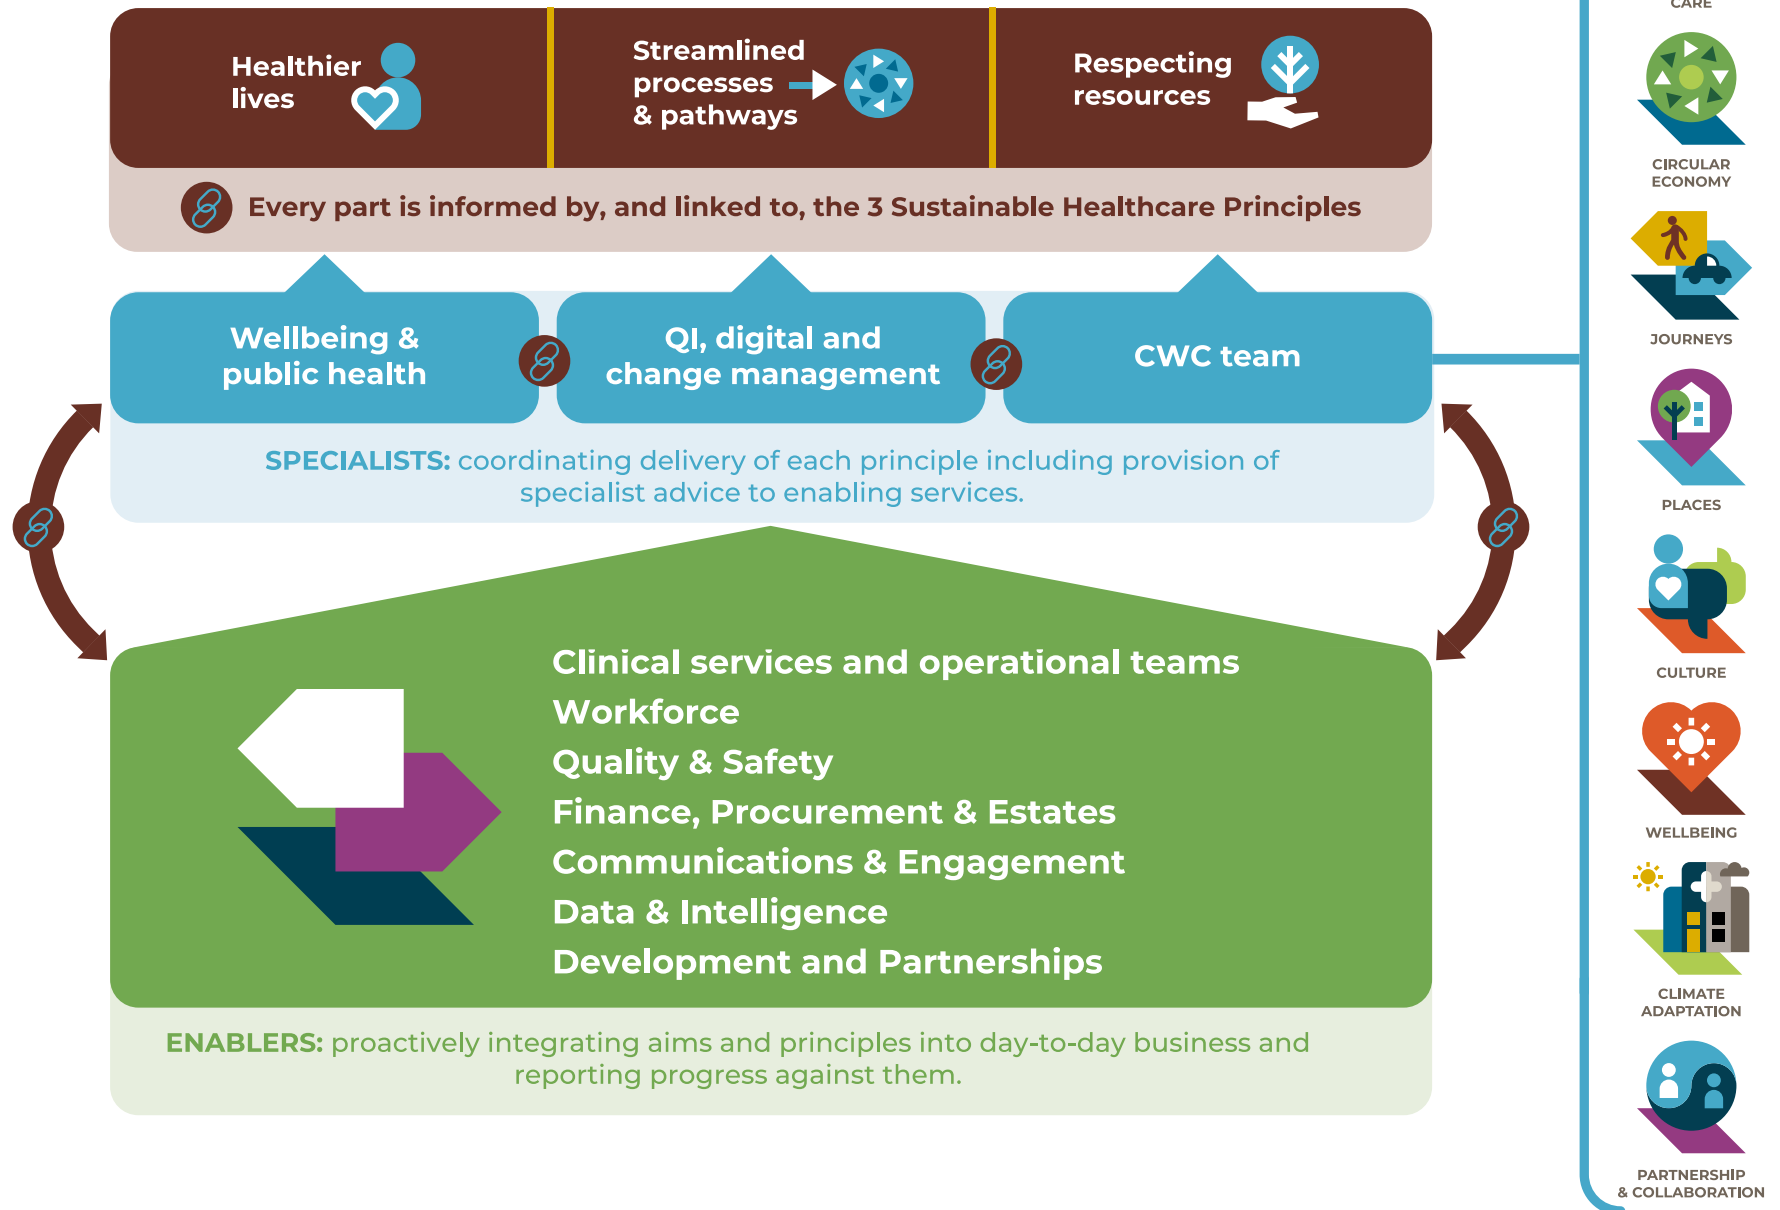 Healthier
lives
Streamlined
processes
& pathways
Respecting
resources
Every part is informed by, and linked to, the 3 Sustainable Healthcare Principles
Wellbeing &
public health
QI, digital and
change management
CWC team
SPECIALISTS: coordinating delivery of each principle including provision of
specialist advice to enabling services.
Clinical services and operational teams
Workforce
Quality & Safety
Finance, Procurement & Estates
Communications & Engagement
Data & Intelligence
Development and Partnerships
ENABLERS: proactively integrating aims and principles into day-to-day business and
reporting progress against them.
CARE
CIRCULAR
ECONOMY
JOURNEYS
PLACES
CULTURE
WELLBEING
CLIMATE
ADAPTATION
PARTNERSHIP
& COLLABORATION